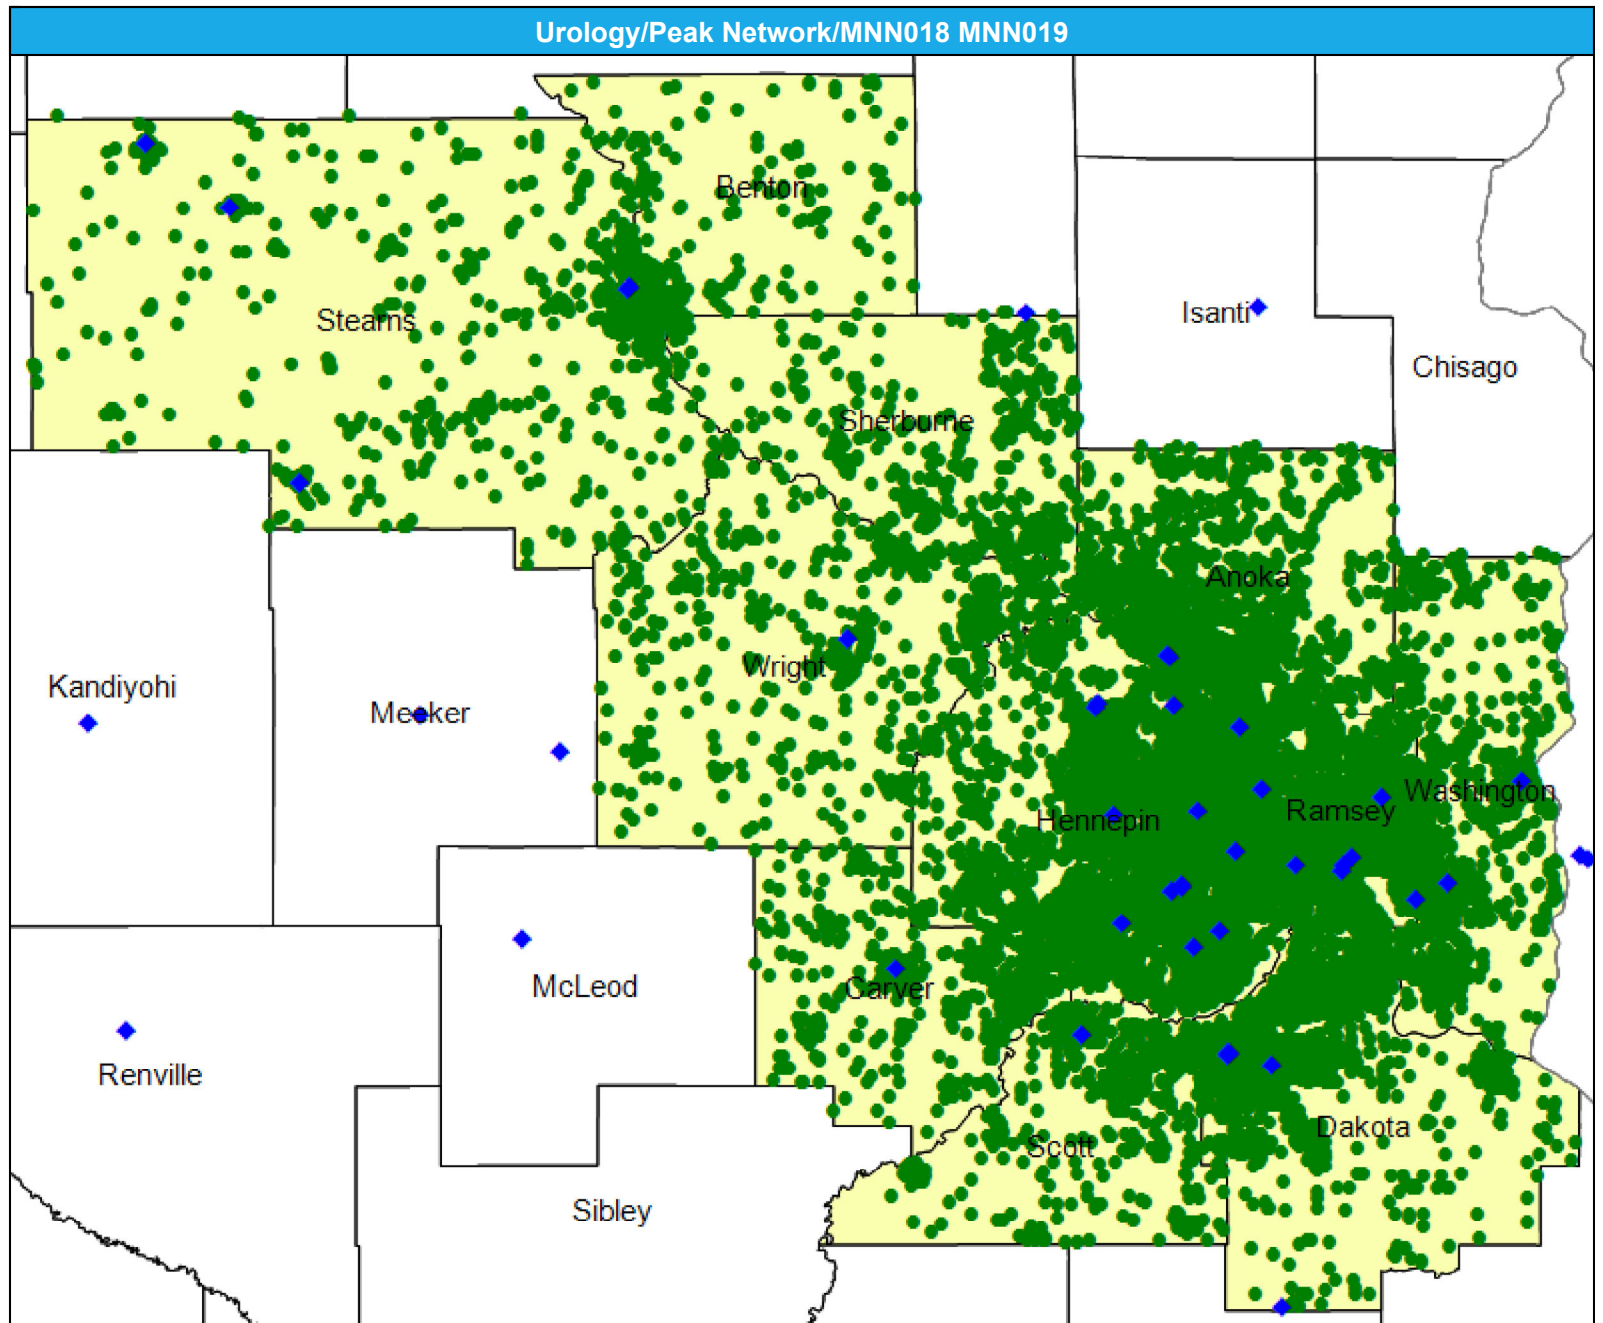 Urology/Peak Network/MNN018 MNN019
Benton
Stearns
Isanti
Chisago
Sherburne
Anoka
Wright
Kandiyohi
Meeker
Washington
Ramsey
Hennepin
McLeod
Carver
Renville
Dakota
Scott
Sibley